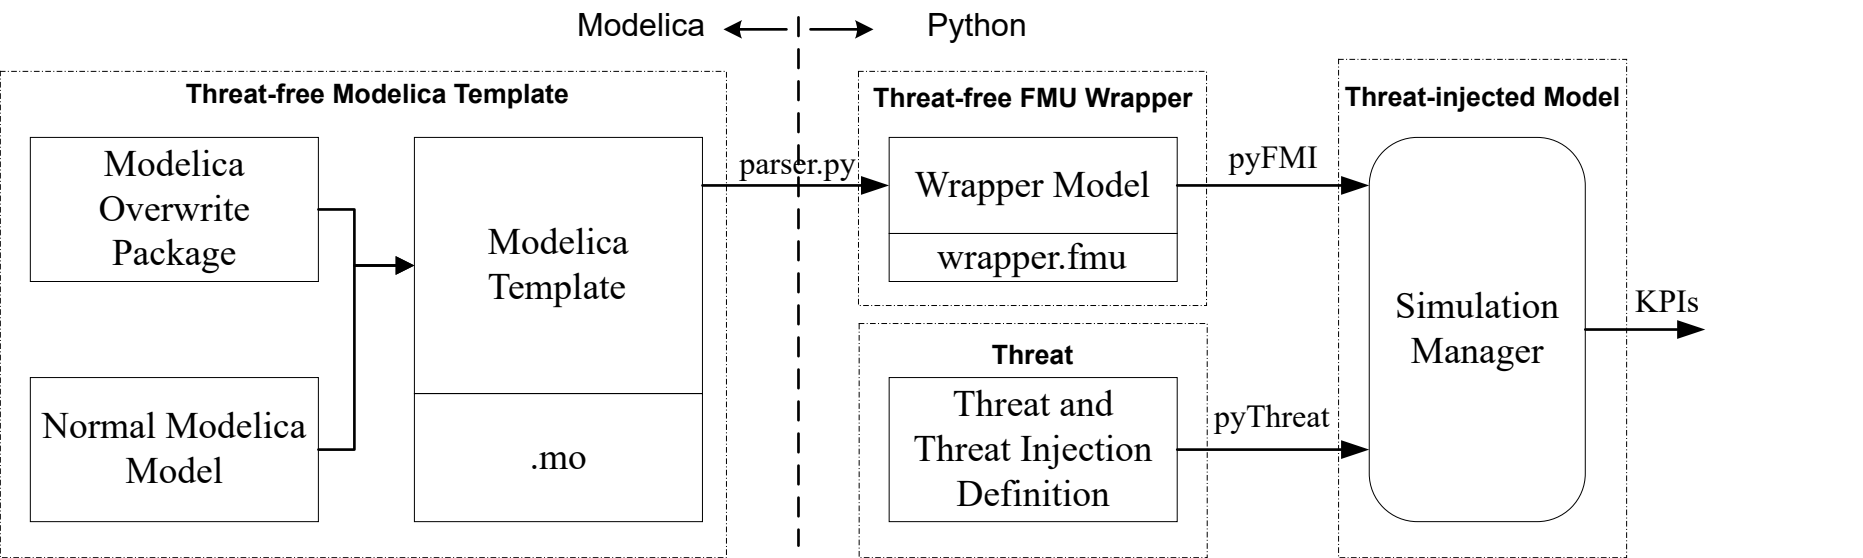 Modelica
Python
Threat-free Modelica Template
Modelica
Overwrite
Package
Normal Modelica
Model
Modelica
Template
.mo
parser.py
Threat-free FMU Wrapper
Wrapper Model
wrapper.fmu
Threat
Threat and
Threat Injection
Definition
pyFMI
pyThreat
Threat-injected Model
Simulation
Manager
KPIs